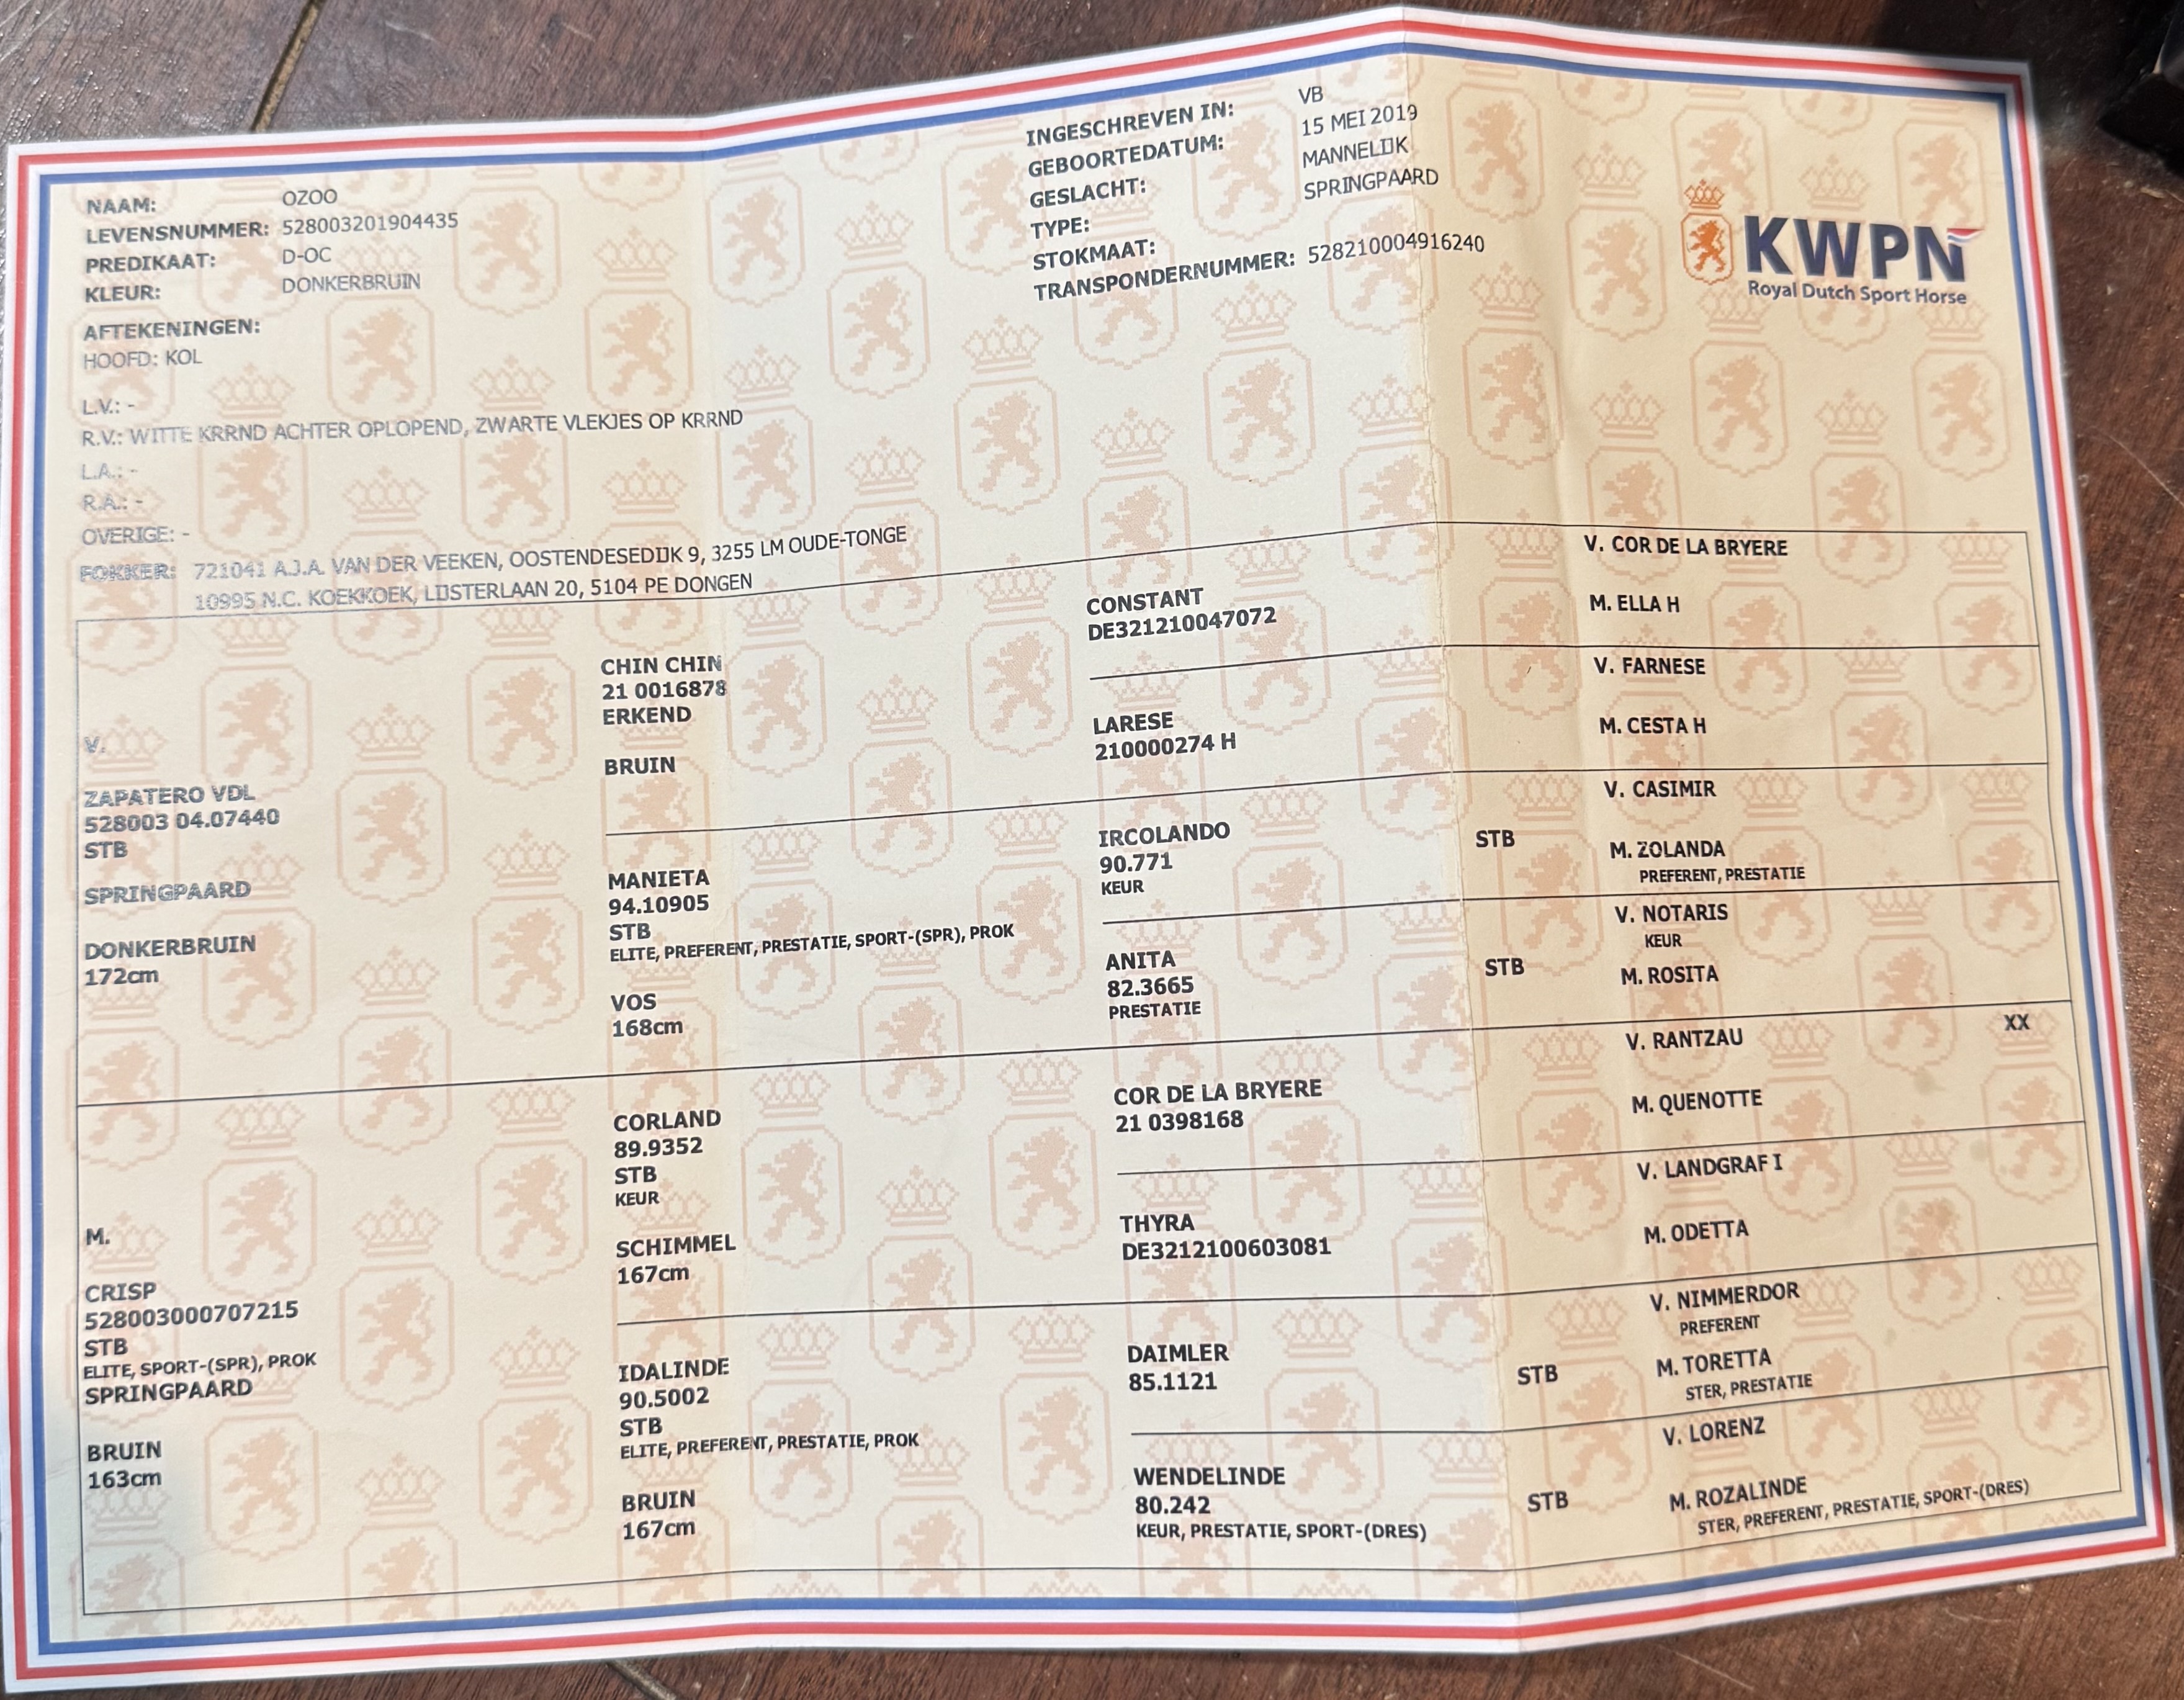 NAAM: OZOO
LEVENSNUMMER: 528003201904435
PREDIKAAT: D-OC
KLEUR: DONKERBRUIN
AFTEKENINGEN:
HOOFD: KOL
L.V.: -
R.V.: WITTE KRRND ACHTER OPLOPEND, ZWARTE VLEKJES OP KRRND
L.A.: -
R.A.: -
OVERIGE: -
FOKKER: 721041 A.J.A. VAN DER VEEKEN, OOSTENDESEDIJK 9, 3255 LM OUDE-TONGE
10995 N.C. KOEKKOEK, LIJSTERLAAN 20, 5104 PE DONGEN
INGESCHREVEN IN: VB
GEBOORTEDATUM: 15 MEI 2019
GESLACHT: MANNELIJK
TYPE: SPRINGPAARD
STOKMAAT:
TRANSPONDERNUMMER: 528210004916240
KWPN
Royal Dutch Sport Horse
V.
ZAPATERO VDL
528003 04.07440
STB
SPRINGPAARD
DONKERBRUIN
172cm
M.
CRISP
528003000707215
STB
ELITE, SPORT-(SPR), PROK
SPRINGPAARD
BRUIN
163cm
CHIN CHIN
21 0016878
ERKEND
BRUIN
MANIETA
94.10905
STB
ELITE, PREFERENT, PRESTATIE, SPORT-(SPR), PROK
VOS
168cm
CORLAND
89.9352
STB
KEUR
SCHIMMEL
167cm
IDALINDE
90.5002
STB
ELITE, PREFERENT, PRESTATIE, PROK
BRUIN
167cm
CONSTANT
DE321210047072
LARESE
210000274 H
IRCOLANDO
90.771
KEUR
STB
ANITA
82.3665
PRESTATIE
STB
COR DE LA BRYERE
21 0398168
THYRA
DE3212100603081
DAIMLER
85.1121
STB
WENDELINDE
80.242
KEUR, PRESTATIE, SPORT-(DRES)
STB
V. COR DE LA BRYERE
M. ELLA H
V. FARNESE
M. CESTA H
V. CASIMIR
M. ZOLANDA
PREFERENT, PRESTATIE
V. NOTARIS
KEUR
M. ROSITA
V. RANTZAU XX
M. QUENOTTE
V. LANDGRAF I
M. ODETTA
V. NIMMERDOR
PREFERENT
M. TORETTA
STER, PRESTATIE
V. LORENZ
M. ROZALINDE
STER, PREFERENT, PRESTATIE, SPORT-(DRES)